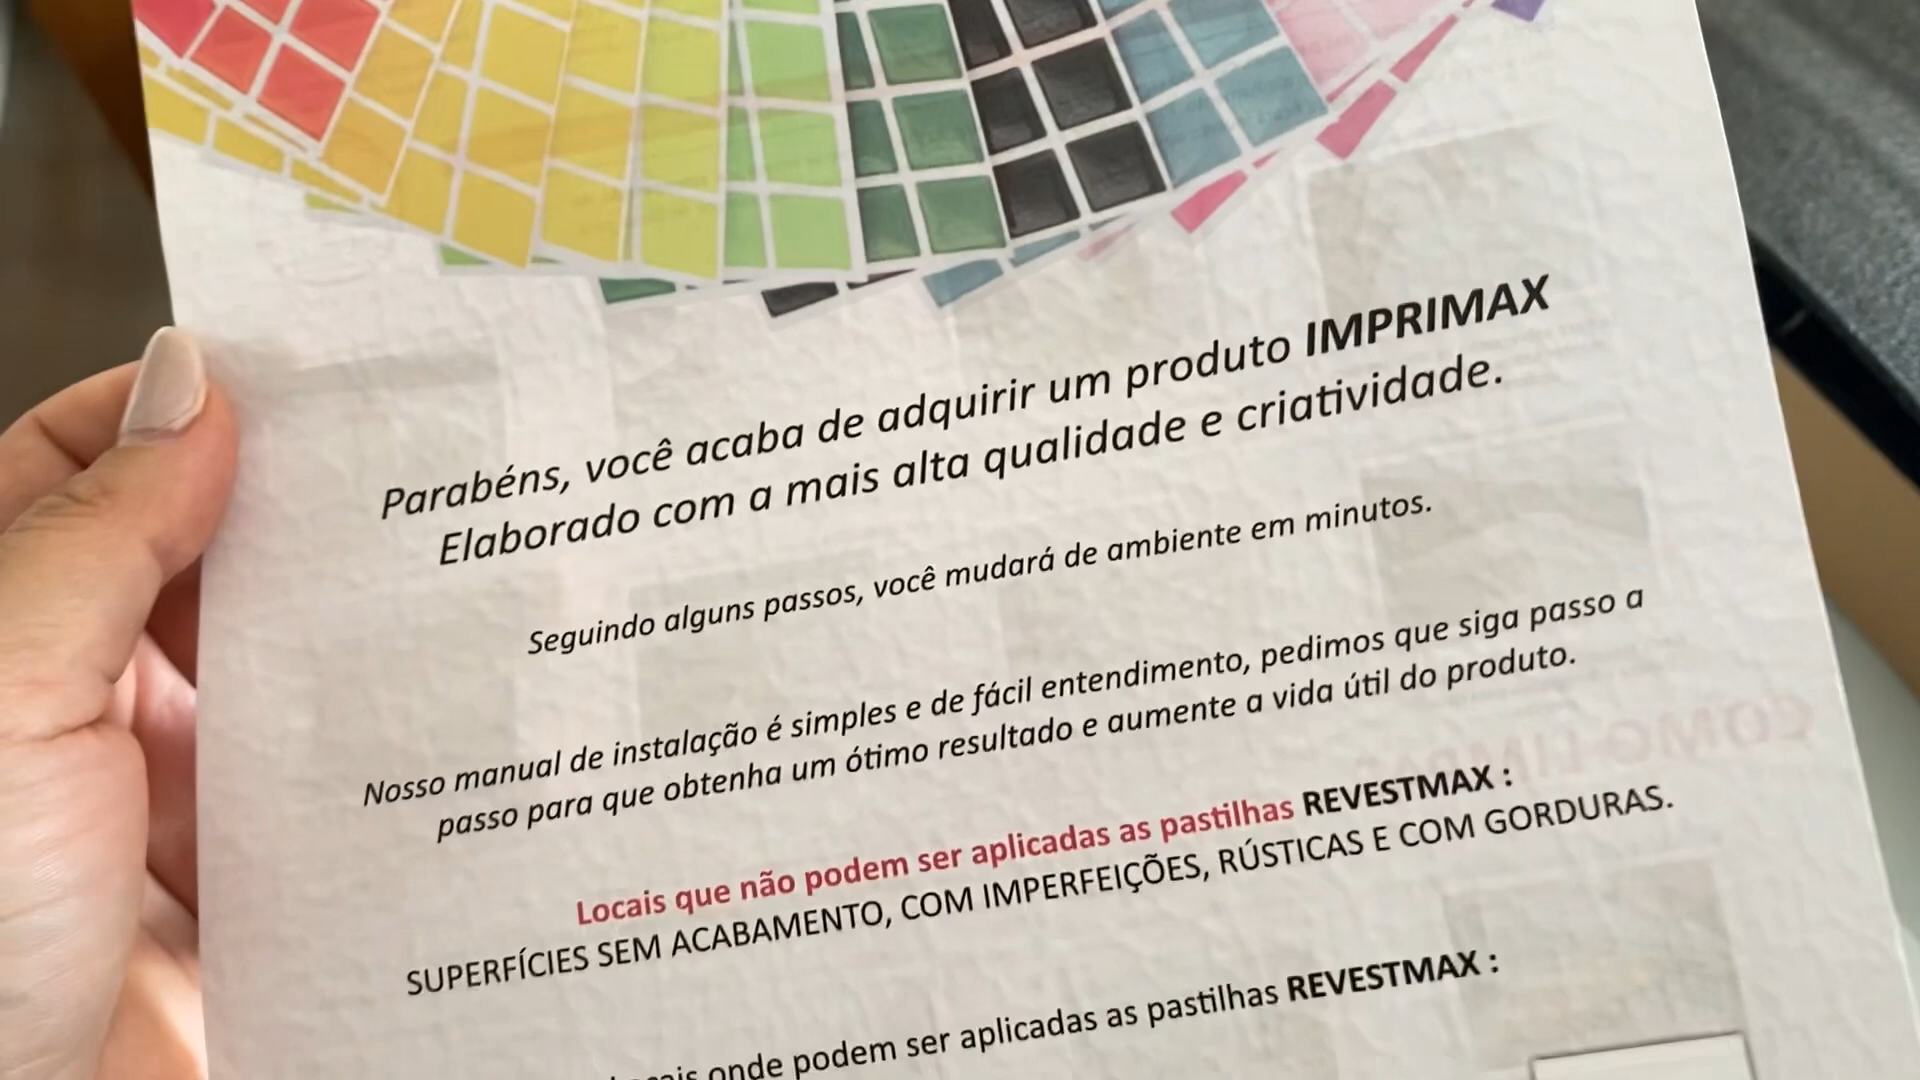 Parabéns, você acaba de adquirir um produto IMPRIMAX
Elaborado com a mais alta qualidade e criatividade.
Seguindo alguns passos, você mudará de ambiente em minutos.
Nosso manual de instalação é simples e de fácil entendimento, pedimos que siga passo a
passo para que obtenha um ótimo resultado e aumente a vida útil do produto.
Locais que não podem ser aplicadas as pastilhas REVESTMAX :
SUPERFÍCIES SEM ACABAMENTO, COM IMPERFEIÇÕES, RÚSTICAS E COM GORDURAS.
onde podem ser aplicadas as pastilhas REVESTMAX :